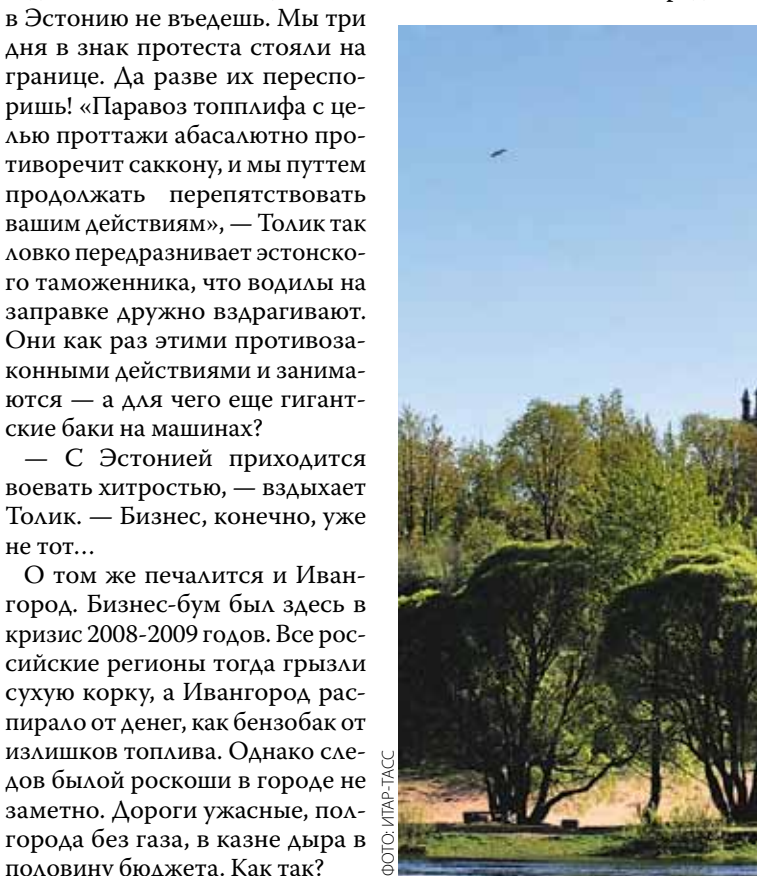 в Эстонию не въедешь. Мы три
дня в знак протеста стояли на
границе. Да разве их переспо-
ришь! «Паравоз топплифа с це-
лью проттажи абасалютно про-
тиворечит саккону, и мы путтем
продолжать перепятствовать
вашим действиям», — Толик так
ловко передразнивает эстонско-
го таможенника, что водилы на
заправке дружно вздрагивают.
Они как раз этими противоза-
конными действиями и занима-
ются — а для чего еще гигант-
ские баки на машинах?
— С Эстонией приходится
воевать хитростью, — вздыхает
Толик. — Бизнес, конечно, уже
не тот…
О том же печалится и Иван-
город. Бизнес-бум был здесь в
кризис 2008-2009 годов. Все рос-
сийские регионы тогда грызли
сухую корку, а Ивангород рас-
пирало от денег, как бензобак от
излишков топлива. Однако сле-
дов былой роскоши в городе не
заметно. Дороги ужасные, пол-
города без газа, в казне дыра в
половину бюджета. Как так?
ФОТО: ИТАР-ТАСС